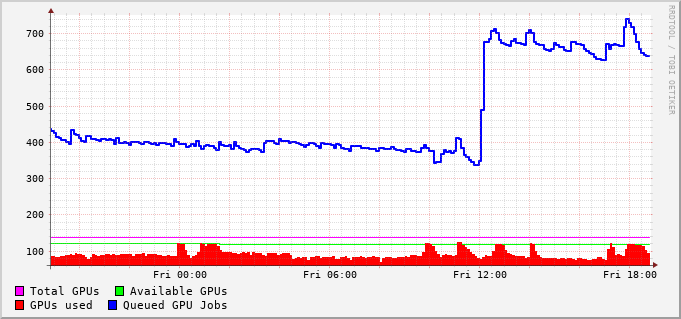 RRDTOOL / TOBI OETIKER
700
600
500
400
300
200
100
Fri 00:00 Fri 06:00 Fri 12:00 Fri 18:00
Total GPUs Available GPUs
GPUs used Queued GPU Jobs